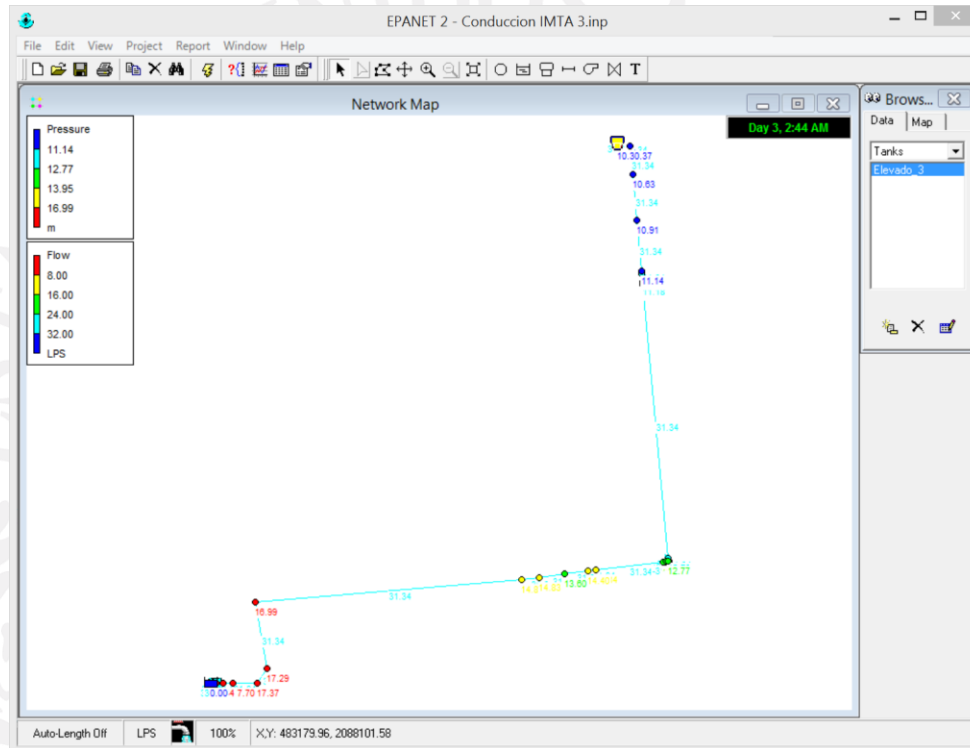 EPANET 2 - Conduccion IMTA 3.inp
File Edit View Project Report Window Help
Network Map
Day 3, 2:44 AM
Pressure
11.14
12.77
13.95
16.99
m
Flow
8.00
16.00
24.00
32.00
LPS
10.63
31.34
10.91
31.34
11.14
31.34
12.77
31.34
13.60
31.34
16.99
31.34
17.29
17.37
7.70
0.00
Brows...
Data Map
Tanks
Elevado_3
Auto-Length Off LPS 100% X,Y: 483179.96, 2088101.58